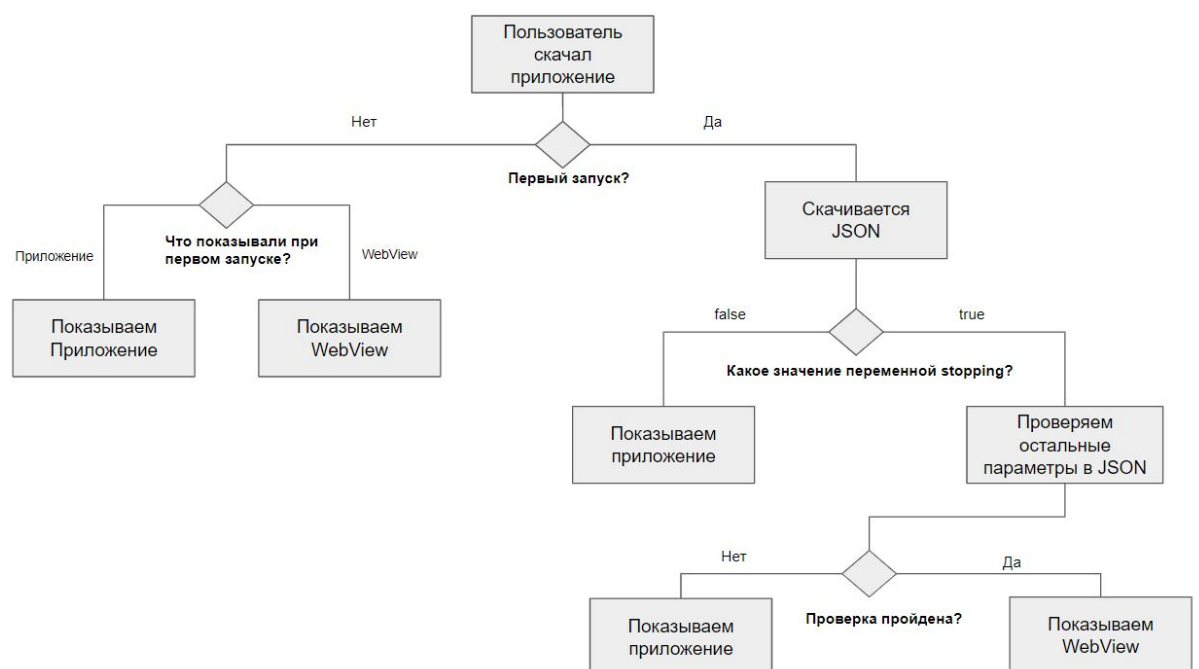 Пользователь
скачал
приложение
Нет
Да
Первый запуск?
Что показывали при
первом запуске?
Приложение
WebView
Показываем
Приложение
Показываем
WebView
Скачивается
JSON
false
true
Какое значение переменной stopping?
Показываем
приложение
Проверяем
остальные
параметры в JSON
Нет
Да
Проверка пройдена?
Показываем
приложение
Показываем
WebView